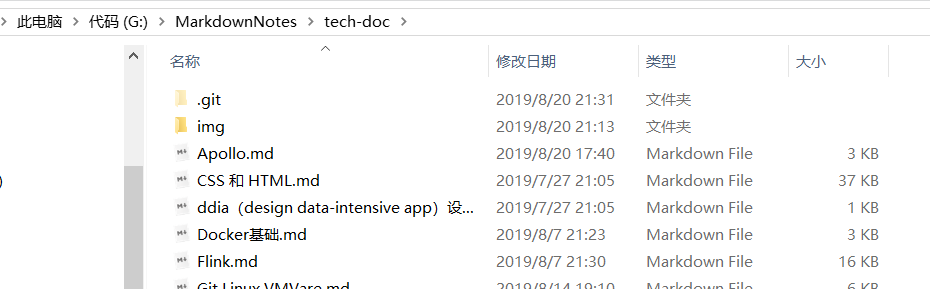 此电脑 > 代码 (G:) > MarkdownNotes > tech-doc >
名称 修改日期 类型 大小
.git 2019/8/20 21:31 文件夹
img 2019/8/20 21:13 文件夹
Apollo.md 2019/8/20 17:40 Markdown File 3 KB
CSS 和 HTML.md 2019/7/27 21:05 Markdown File 37 KB
ddia（design data-intensive app）设... 2019/7/27 21:05 Markdown File 1 KB
Docker基础.md 2019/8/7 21:23 Markdown File 3 KB
Flink.md 2019/8/7 21:30 Markdown File 16 KB
Git Linux VMVare.md 2019/8/14 19:10 Markdown File 6 KB